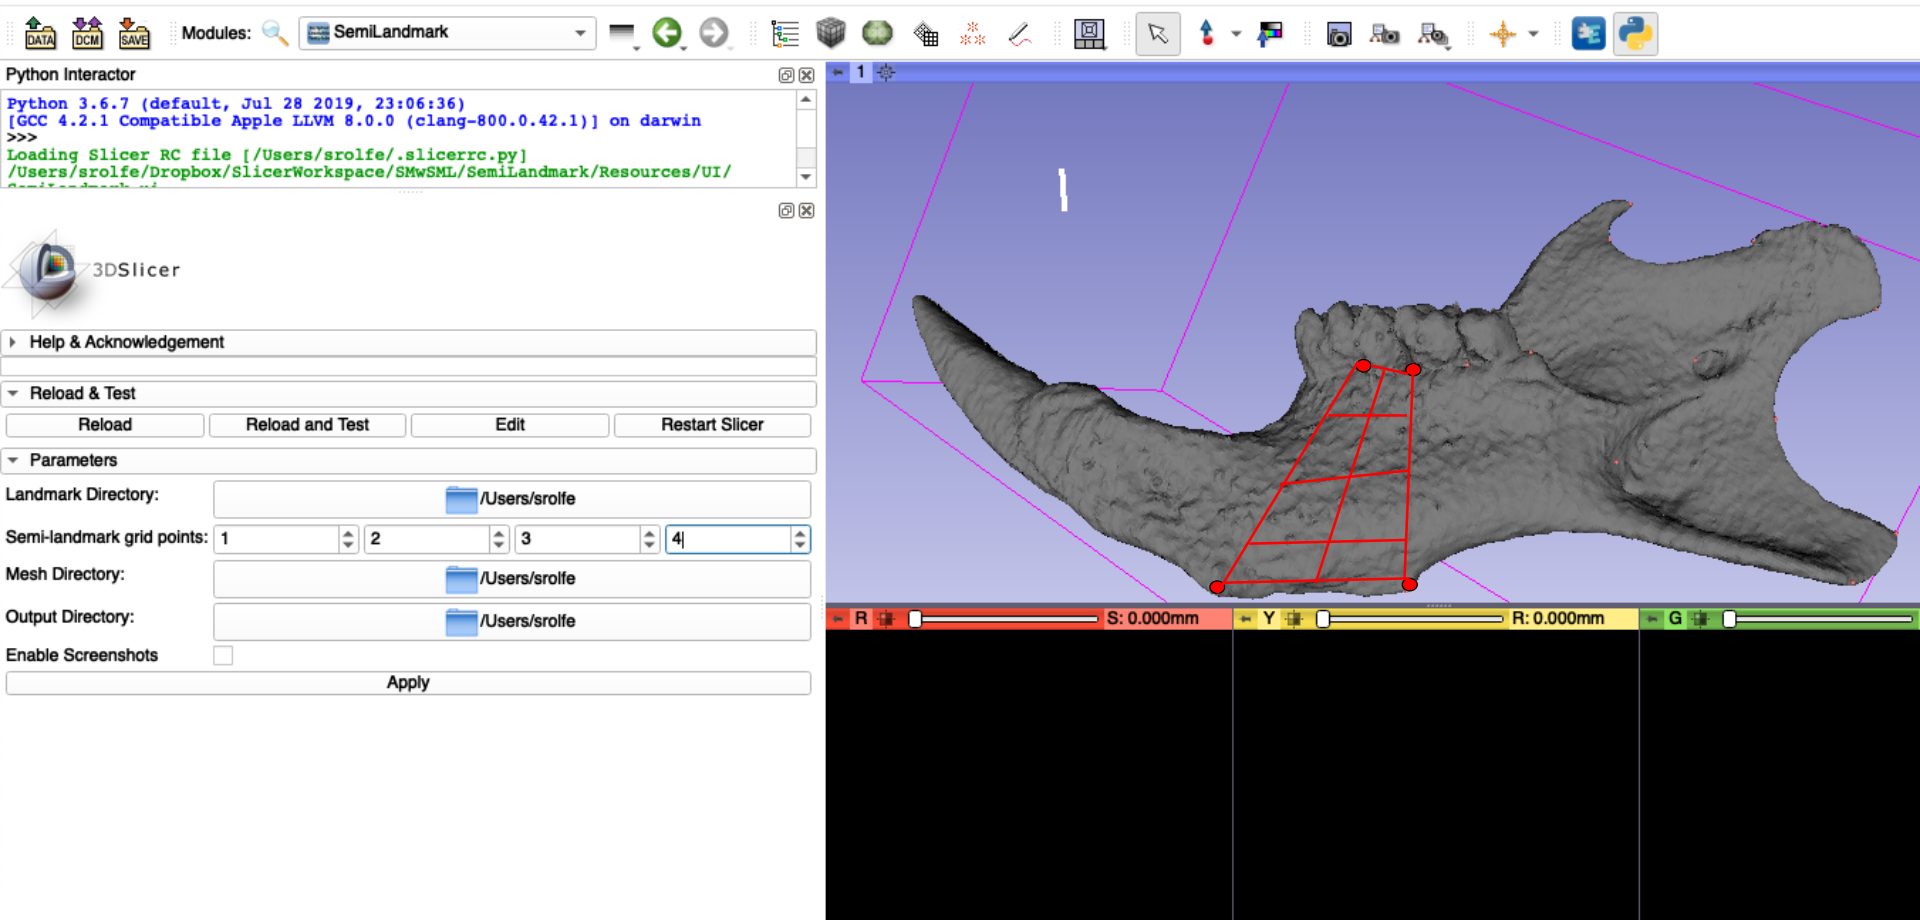 DATA DCM SAVE Modules: SemiLandmark
Python Interactor
Python 3.6.7 (default, Jul 28 2019, 23:06:36)
[GCC 4.2.1 Compatible Apple LLVM 8.0.0 (clang-800.0.42.1)] on darwin
>>>
Loading Slicer RC file [/Users/srolfe/.slicerrc.py]
/Users/srolfe/Dropbox/SlicerWorkspace/SMwSML/SemiLandmark/Resources/UI/
3DSlicer
Help & Acknowledgement
Reload & Test
Reload Reload and Test Edit Restart Slicer
Parameters
Landmark Directory: /Users/srolfe
Semi-landmark grid points: 1 2 3 4
Mesh Directory: /Users/srolfe
Output Directory: /Users/srolfe
Enable Screenshots
Apply
1
R S: 0.000mm Y R: 0.000mm G